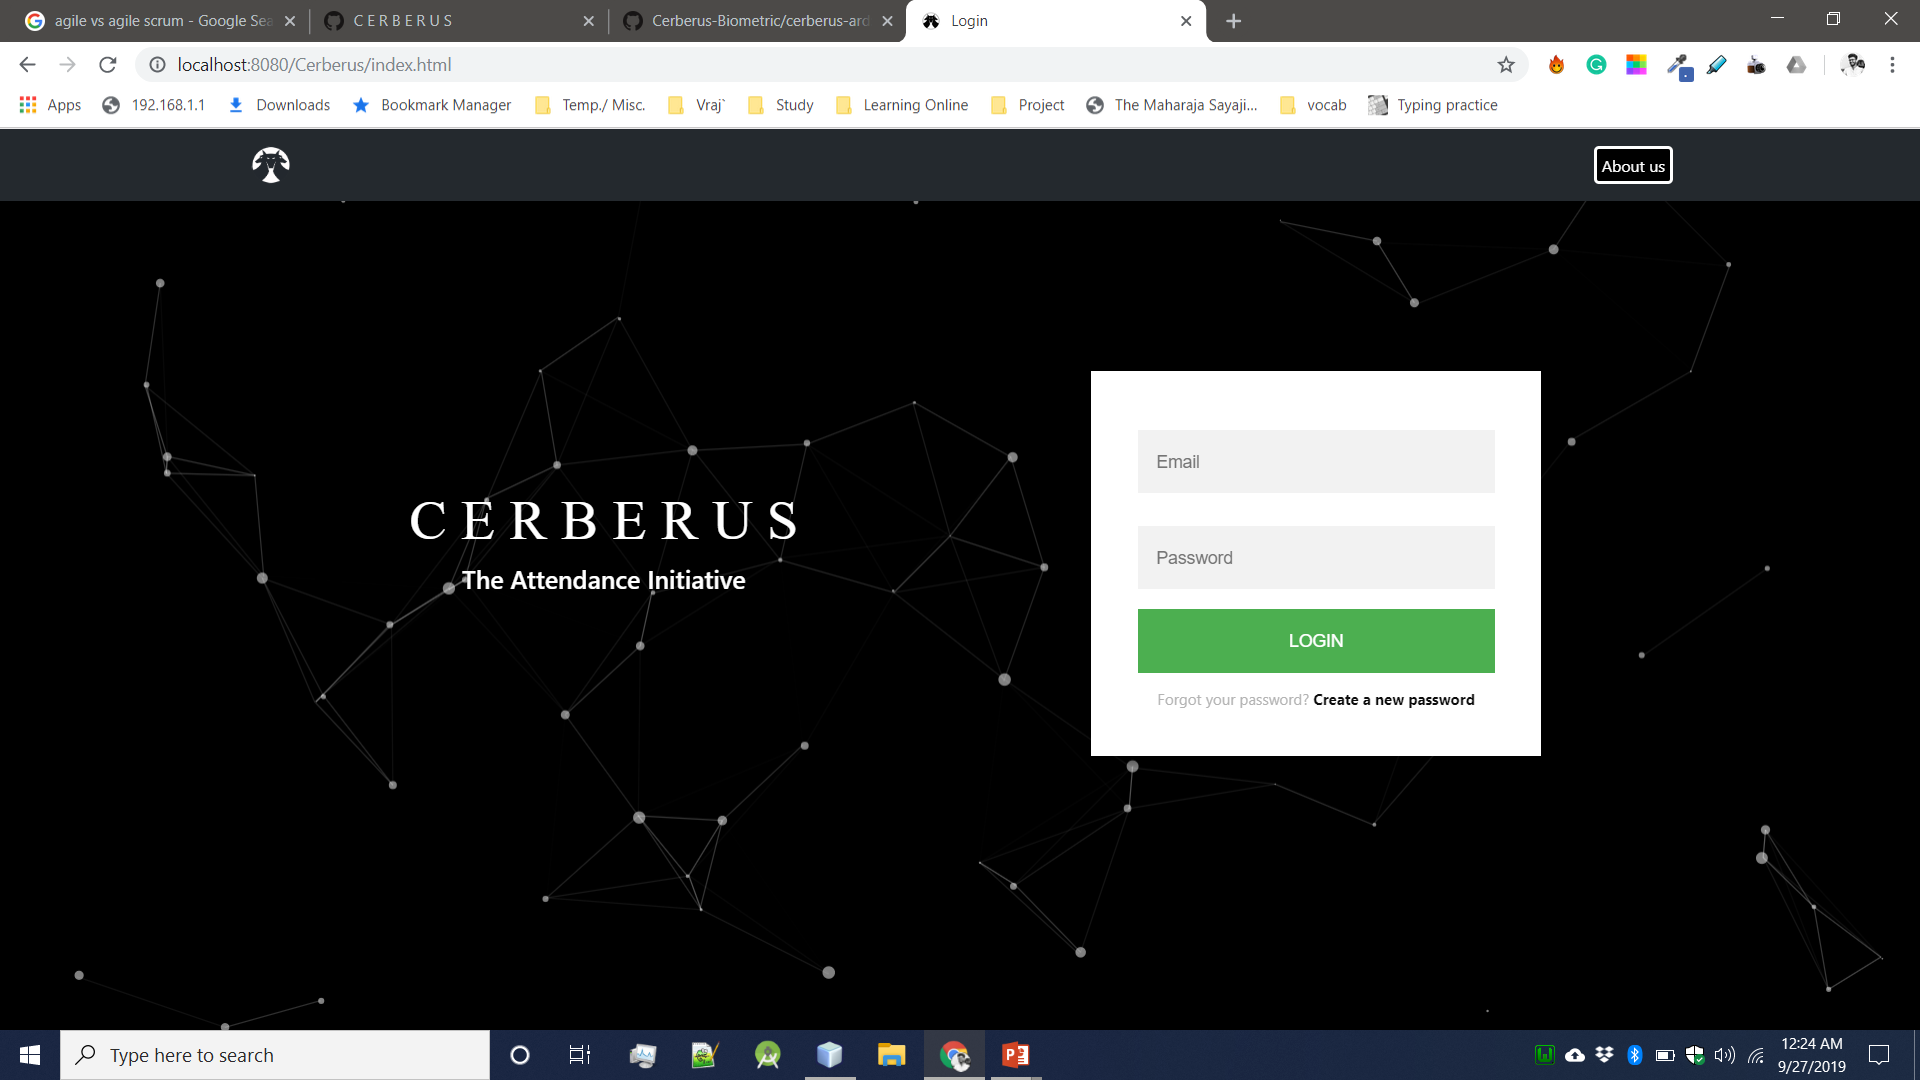 agile vs agile scrum - Google Sea
C E R B E R U S
Cerberus-Biometric/cerberus-ard
Login
localhost:8080/Cerberus/index.html
Apps
192.168.1.1
Downloads
Bookmark Manager
Temp./ Misc.
Vraj`
Study
Learning Online
Project
The Maharaja Sayaji...
vocab
Typing practice
About us
Email
C E R B E R U S
Password
The Attendance Initiative
LOGIN
Forgot your password? Create a new password
Type here to search
12:24 AM
9/27/2019